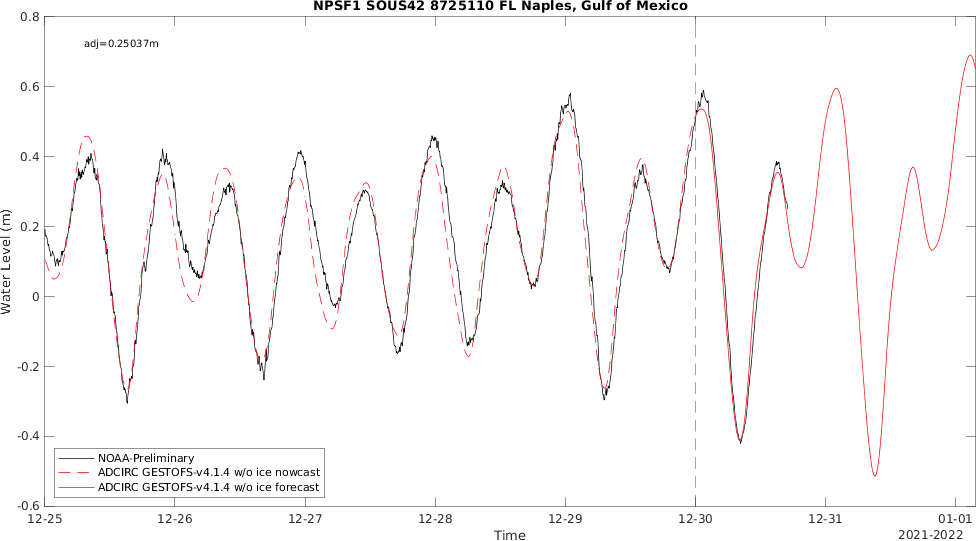 NPSF1 SOUS42 8725110 FL Naples, Gulf of Mexico
adj=0.25037m
0.8
0.6
0.4
0.2
0
-0.2
-0.4
-0.6
Water Level (m)
NOAA-Preliminary
ADCIRC GESTOFS-v4.1.4 w/o ice nowcast
ADCIRC GESTOFS-v4.1.4 w/o ice forecast
12-25 12-26 12-27 12-28 12-29 12-30 12-31 01-01
Time
2021-2022